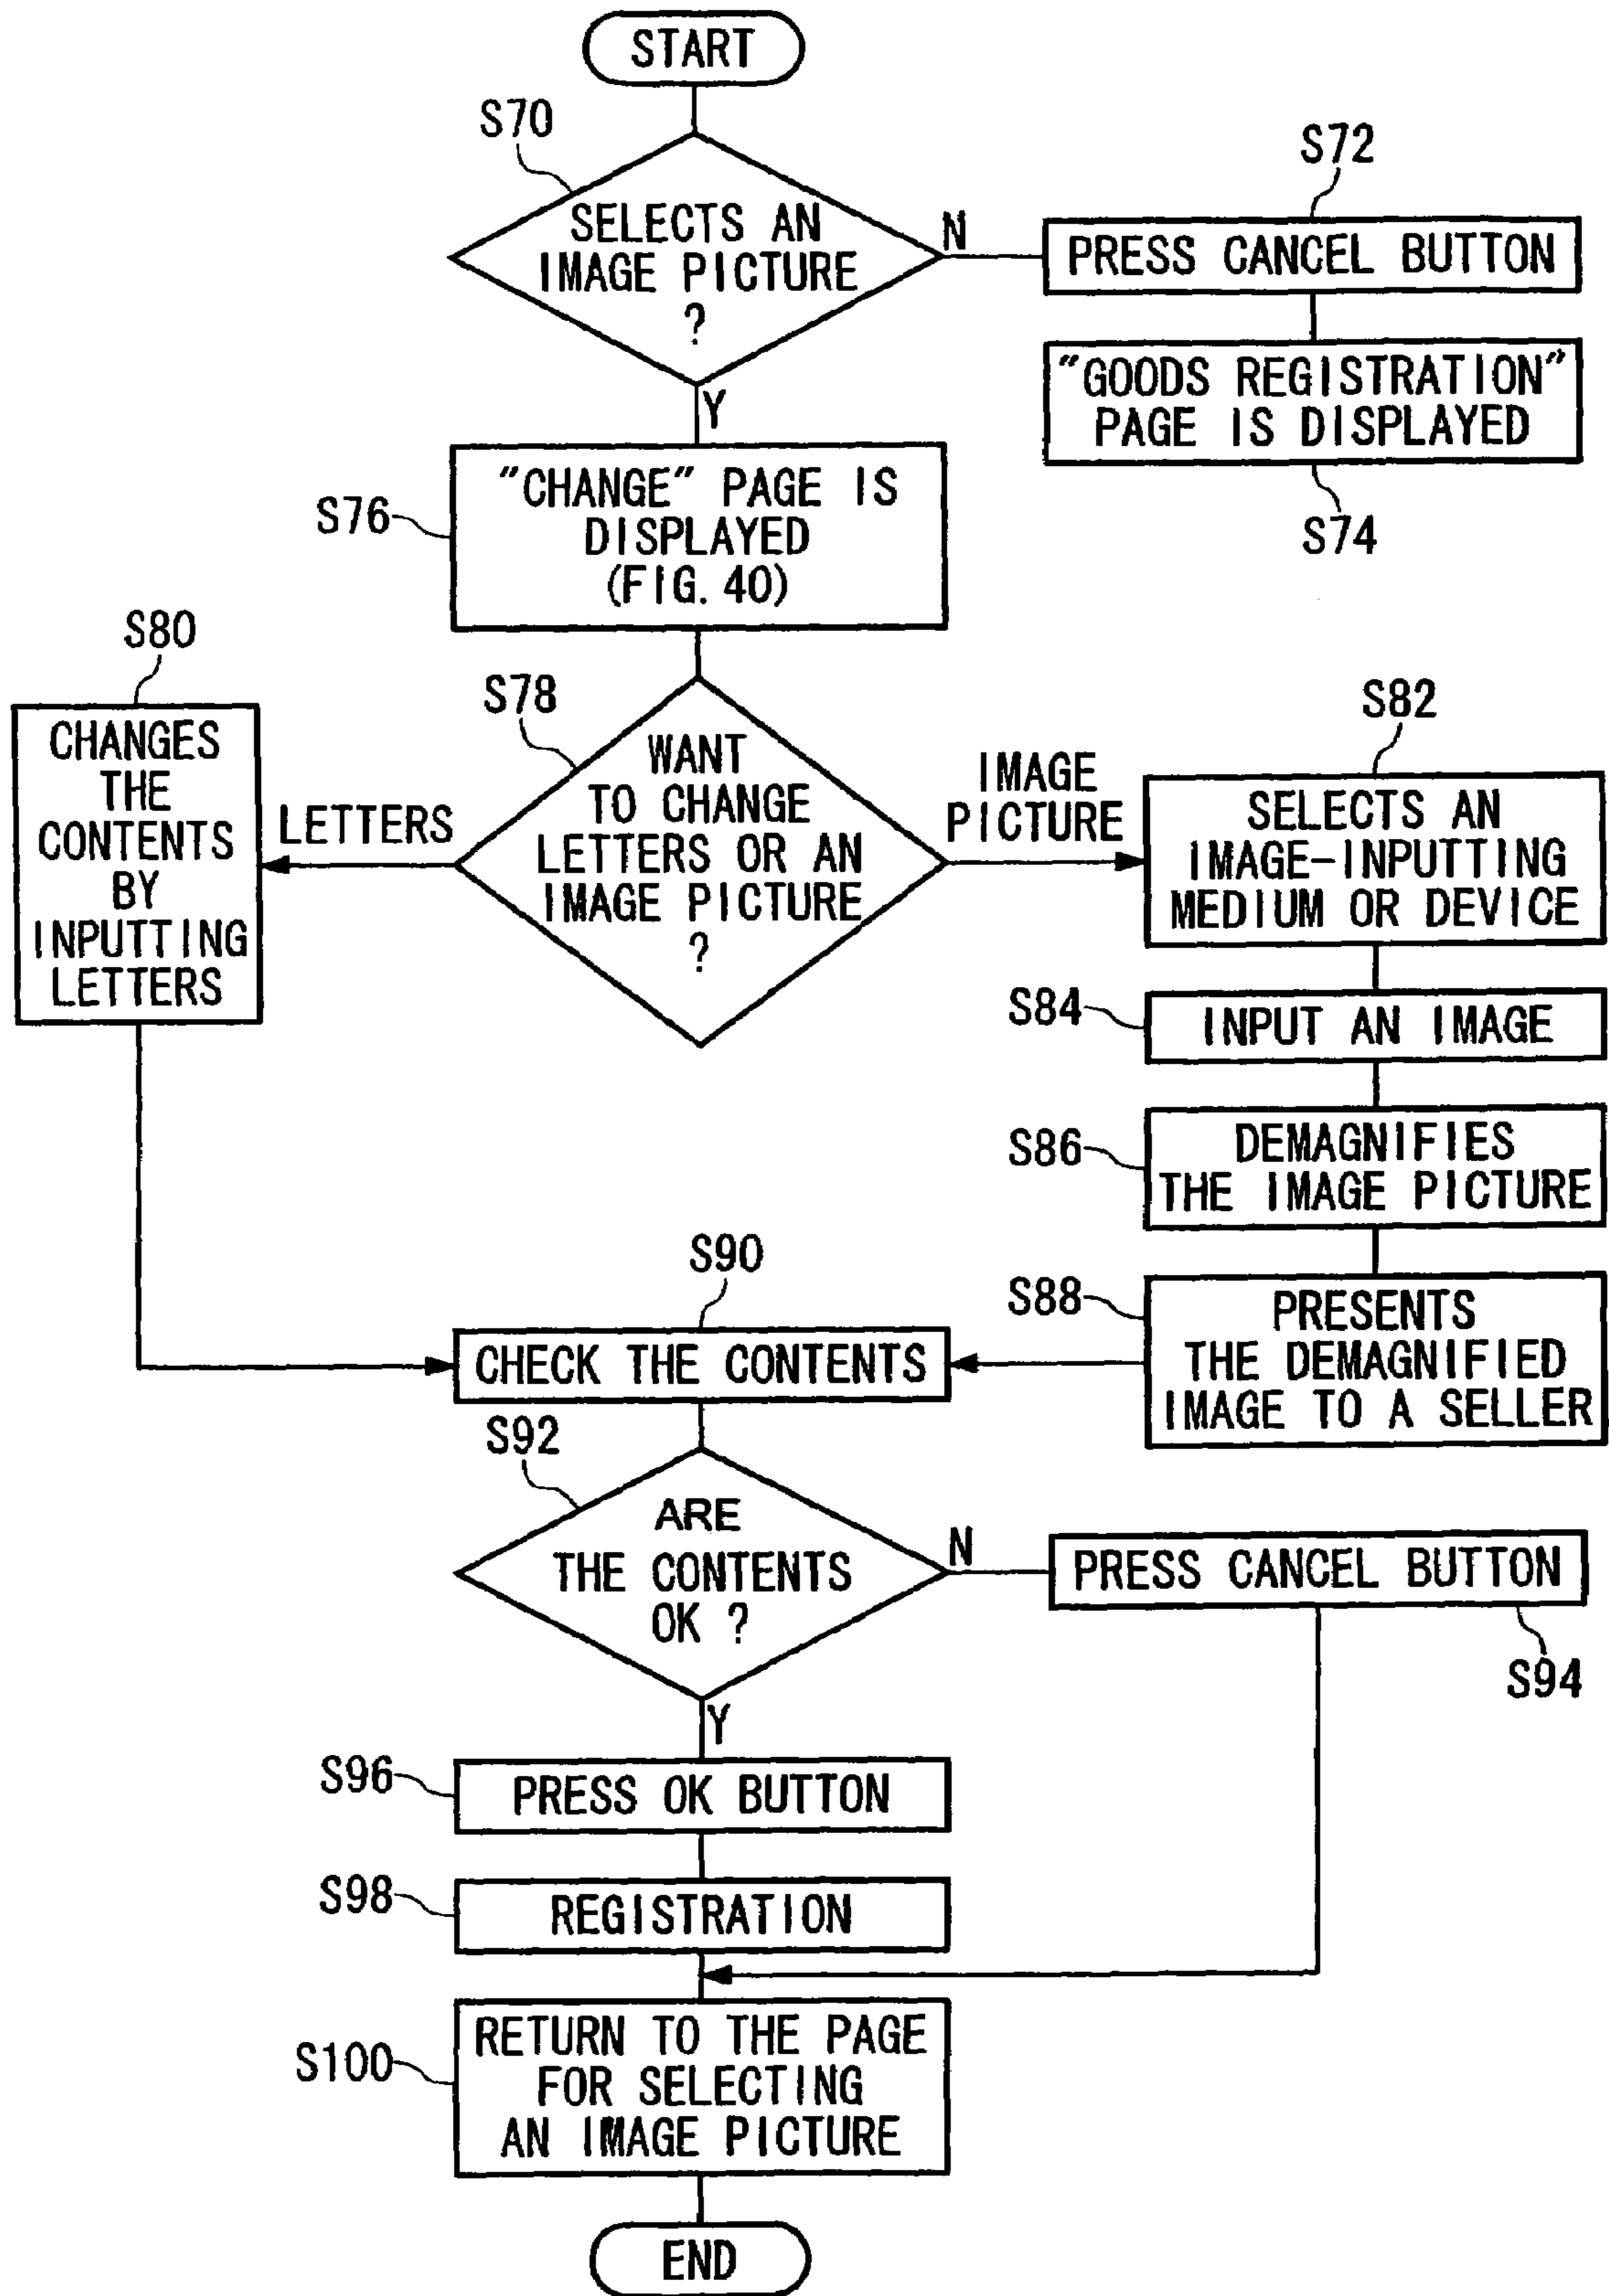 START
S70
SELECTS AN
IMAGE PICTURE
?
N
Y
S72
PRESS CANCEL BUTTON
"GOODS REGISTRATION"
PAGE IS DISPLAYED
S74
S76
"CHANGE" PAGE IS
DISPLAYED
(FIG. 40)
S78
WANT
TO CHANGE
LETTERS OR AN
IMAGE PICTURE
?
LETTERS
S80
CHANGES
THE
CONTENTS
BY
INPUTTING
LETTERS
IMAGE
PICTURE
S82
SELECTS AN
IMAGE-INPUTTING
MEDIUM OR DEVICE
S84
INPUT AN IMAGE
S86
DEMAGNIFIES
THE IMAGE PICTURE
S88
PRESENTS
THE DEMAGNIFIED
IMAGE TO A SELLER
S90
CHECK THE CONTENTS
S92
ARE
THE CONTENTS
OK ?
N
PRESS CANCEL BUTTON
S94
Y
S96
PRESS OK BUTTON
S98
REGISTRATION
S100
RETURN TO THE PAGE
FOR SELECTING
AN IMAGE PICTURE
END